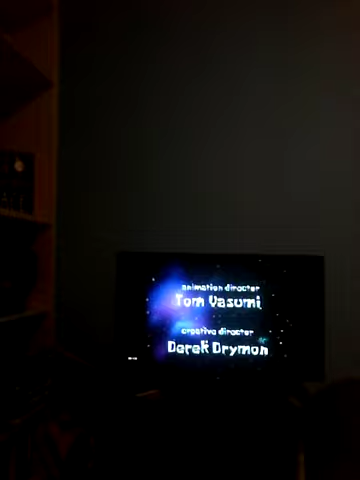 animation director
Tom Yasumi
creative director
Derek Drymon